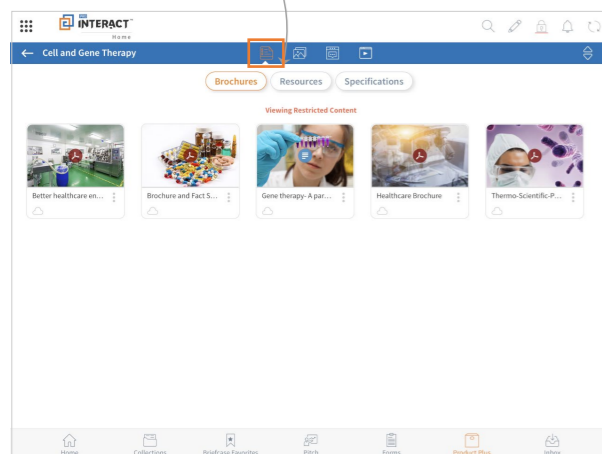 INTERACT
Home
Cell and Gene Therapy
Brochures Resources Specifications
Viewing Restricted Content
Better healthcare en... Brochure and Fact S... Gene therapy- A par... Healthcare Brochure Thermo-Scientific-P...
Home Collections Briefcase Favorites Pitch Forms Product Plus Inbox